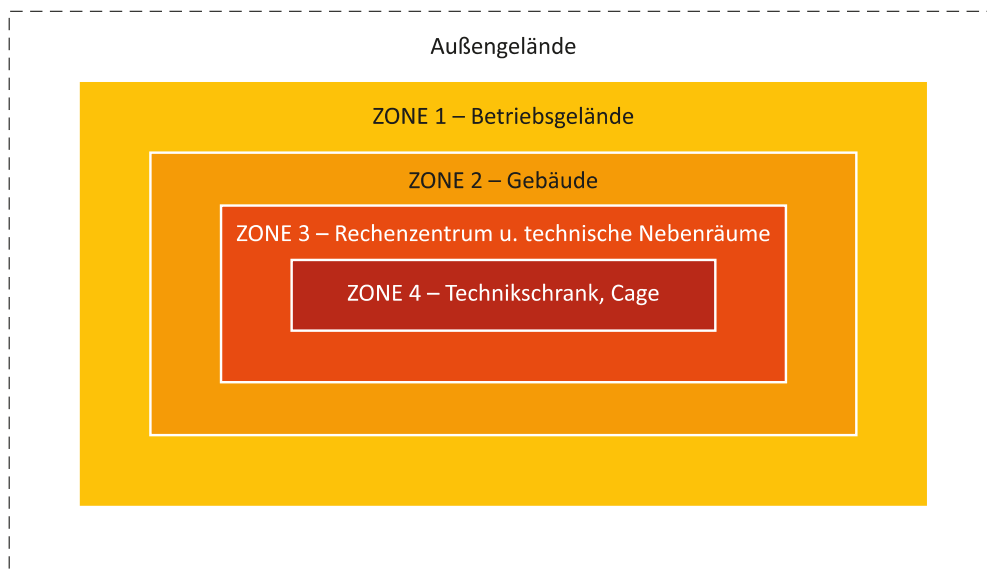 Außengelände
ZONE 1 – Betriebsgelände
ZONE 2 – Gebäude
ZONE 3 – Rechenzentrum u. technische Nebenräume
ZONE 4 – Technikschrank, Cage